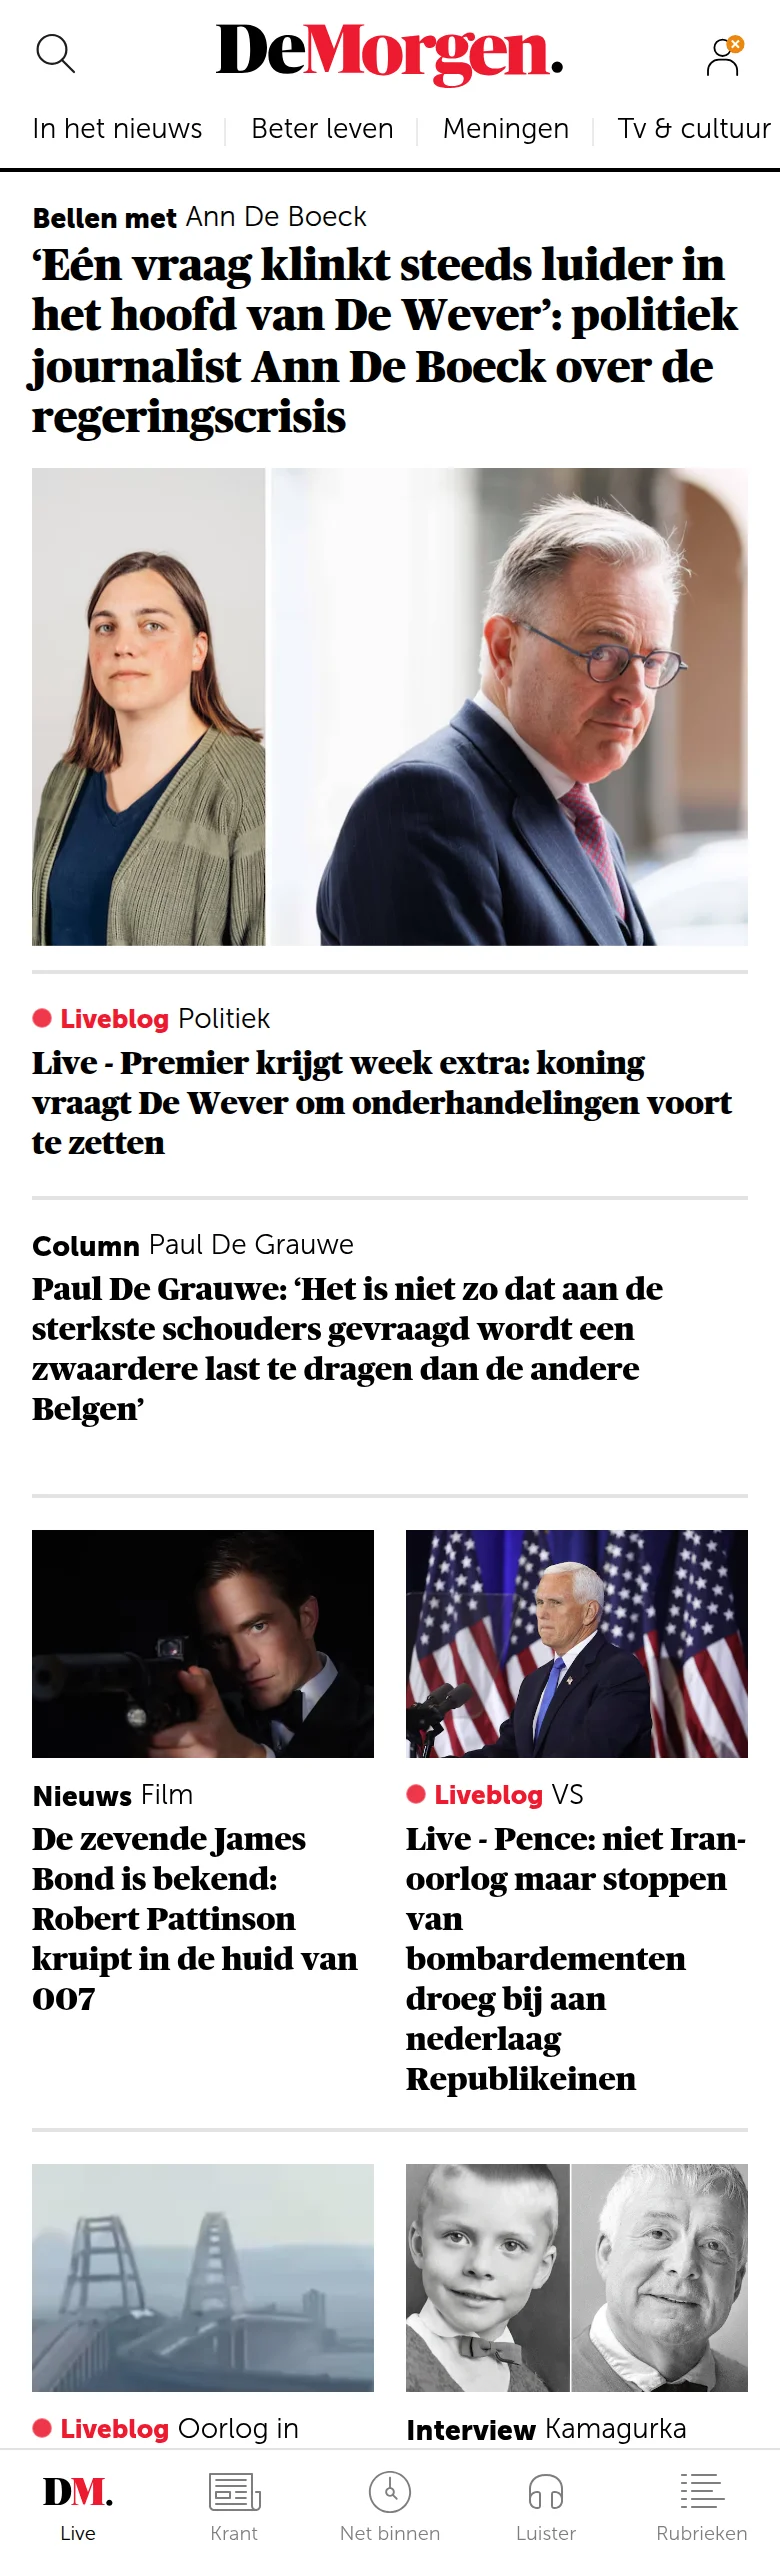 DeMorgen.
In het nieuws
Beter leven
Meningen
Tv & cultuur
Bellen met Ann De Boeck
‘Eén vraag klinkt steeds luider in
het hoofd van De Wever’: politiek
journalist Ann De Boeck over de
regeringscrisis
Liveblog Politiek
Live - Premier krijgt week extra: koning
vraagt De Wever om onderhandelingen voort
te zetten
Column Paul De Grauwe
Paul De Grauwe: ‘Het is niet zo dat aan de
sterkste schouders gevraagd wordt een
zwaardere last te dragen dan de andere
Belgen’
Nieuws Film
De zevende James
Bond is bekend:
Robert Pattinson
kruipt in de huid van
007
Liveblog VS
Live - Pence: niet Iran-
oorlog maar stoppen
van
bombardementen
droeg bij aan
nederlaag
Republikeinen
Liveblog Oorlog in
Interview Kamagurka
DM.
Live
Krant
Net binnen
Luister
Rubrieken